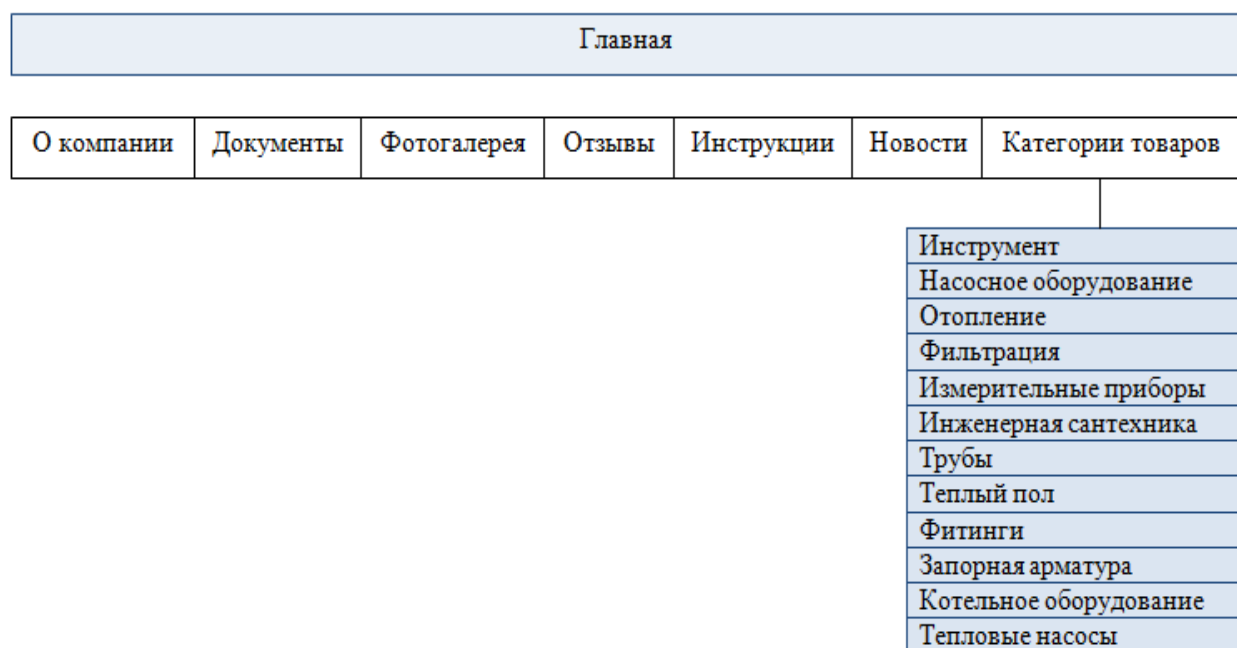 Главная
О компании Документы Фотогалерея Отзывы Инструкции Новости Категории товаров
Инструмент
Насосное оборудование
Отопление
Фильтрация
Измерительные приборы
Инженерная сантехника
Трубы
Теплый пол
Фитинги
Запорная арматура
Котельное оборудование
Тепловые насосы